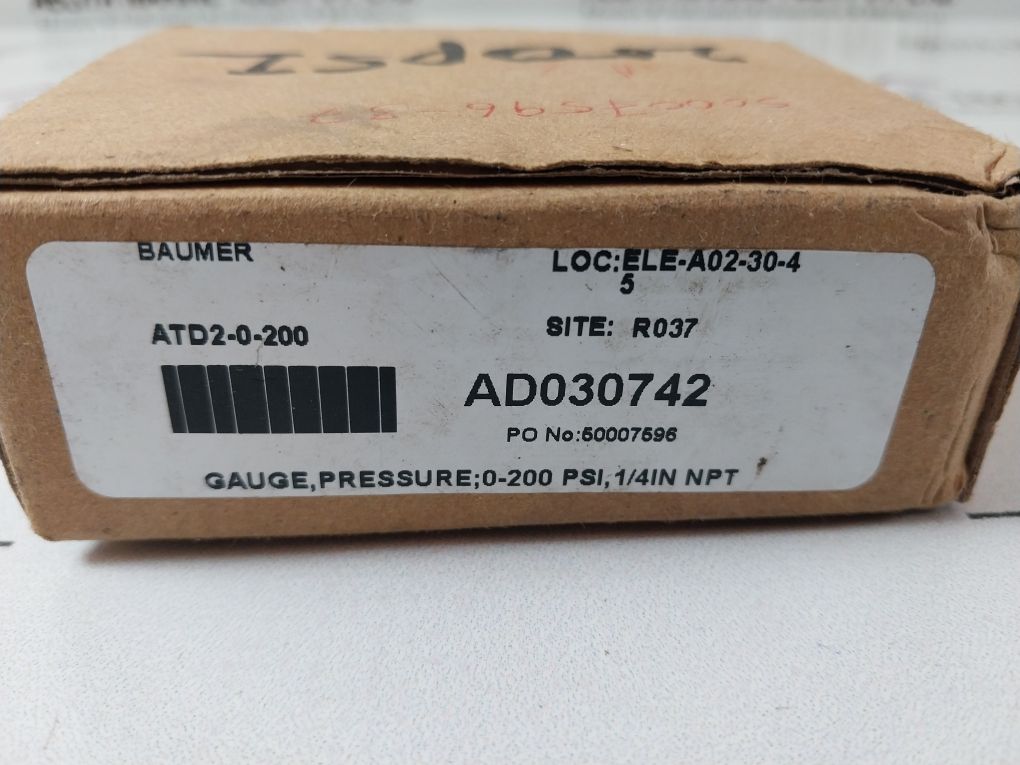 BAUMER
LOC:ELE-A02-30-4
5
ATD2-0-200
SITE: R037
AD030742
PO No:50007596
GAUGE,PRESSURE;0-200 PSI,1/4IN NPT